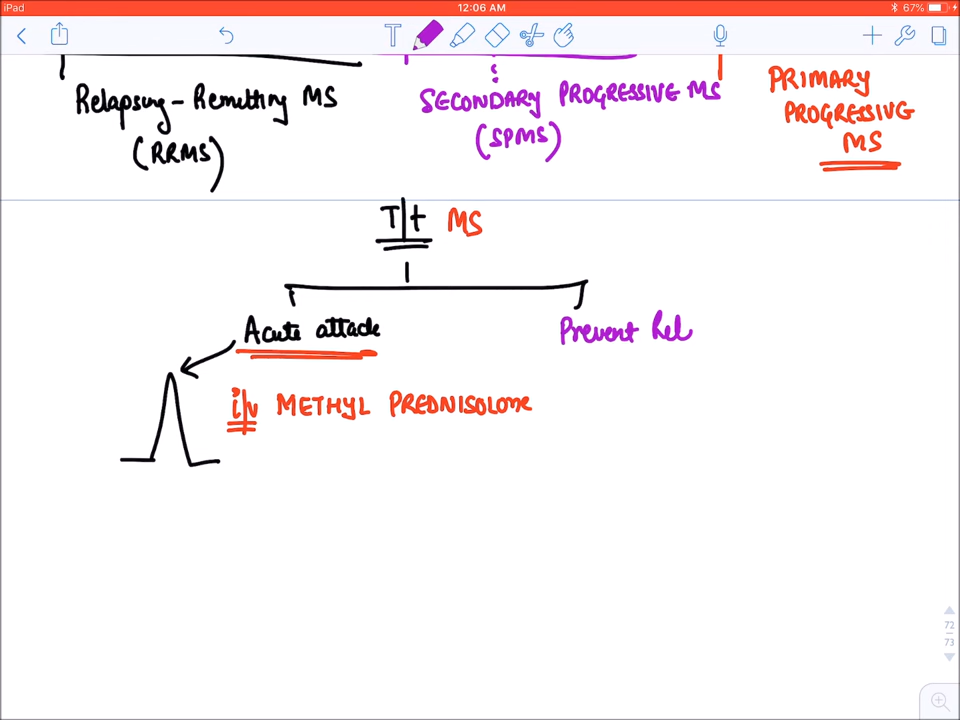 iPad 12:06 AM 67%
T
Relapsing-Remitting MS
(RRMS)
SECONDARY PROGRESSIVE MS
(SPMS)
PRIMARY
PROGRESSIVE
MS
T|t MS
Acute attack
Prevent Rel
i|v METHYL PREDNISOLONE
72
73